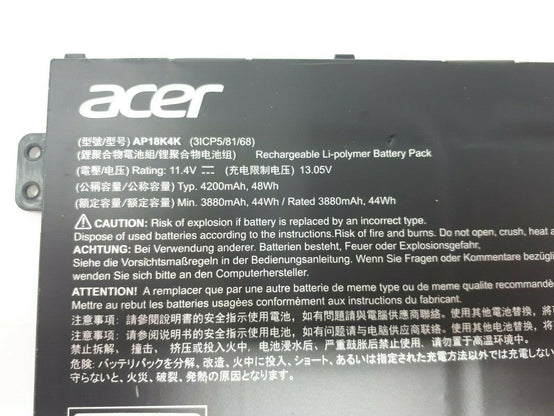 acer
(型號/型号) AP18K4K (3ICP5/81/68)
(鋰聚合物電池組/锂聚合物电池组) Rechargeable Li-polymer Battery Pack
(電壓/电压) Rating: 11.4V ⎓ (充电限制电压) 13.05V
(公稱容量/公称容量) Typ. 4200mAh, 48Wh
(額定容量/额定容量) Min. 3880mAh, 44Wh / Rated 3880mAh, 44Wh
CAUTION: Risk of explosion if battery is replaced by an incorrect type.
Dispose of used batteries according to the instructions.Risk of fire and burns. Do not open, crush, heat a
ACHTUNG: Bei Verwendung anderer. Batterien besteht, Feuer oder Explosionsgefahr,
Siehe die Vorsichtsmaßregeln in der Bedienungsanleitung. Wenn Sie Fragen oder Kommentare bezügli
wenden sie sich bitte an den Computerhersteller.
ATTENTION! A remplacer que par une autre batterie de meme type ou de meme qualite recommandé
Mettre au rebut les batteries usagées conformément aux instructions du fabricant.
注意事項: 請參閱說明書的安全指示使用電池, 如有問題請與電腦供應商聯絡。使用其他電池替換,
注意事项: 请参阅说明书的安全指示使用电池, 如有问题请与电脑供应商联络。使用其他电池替换,
禁止拆解、撞击、挤压或投入火中, 电池浸水后、严重鼓胀后禁止使用, 请勿置于高温环境中。
危険: バッテリパックを分解、改造、火中に投入、ショート、あるいは指定された充電方法以外では充電しない
守らないと、火災、破裂、発熱の原因となります。